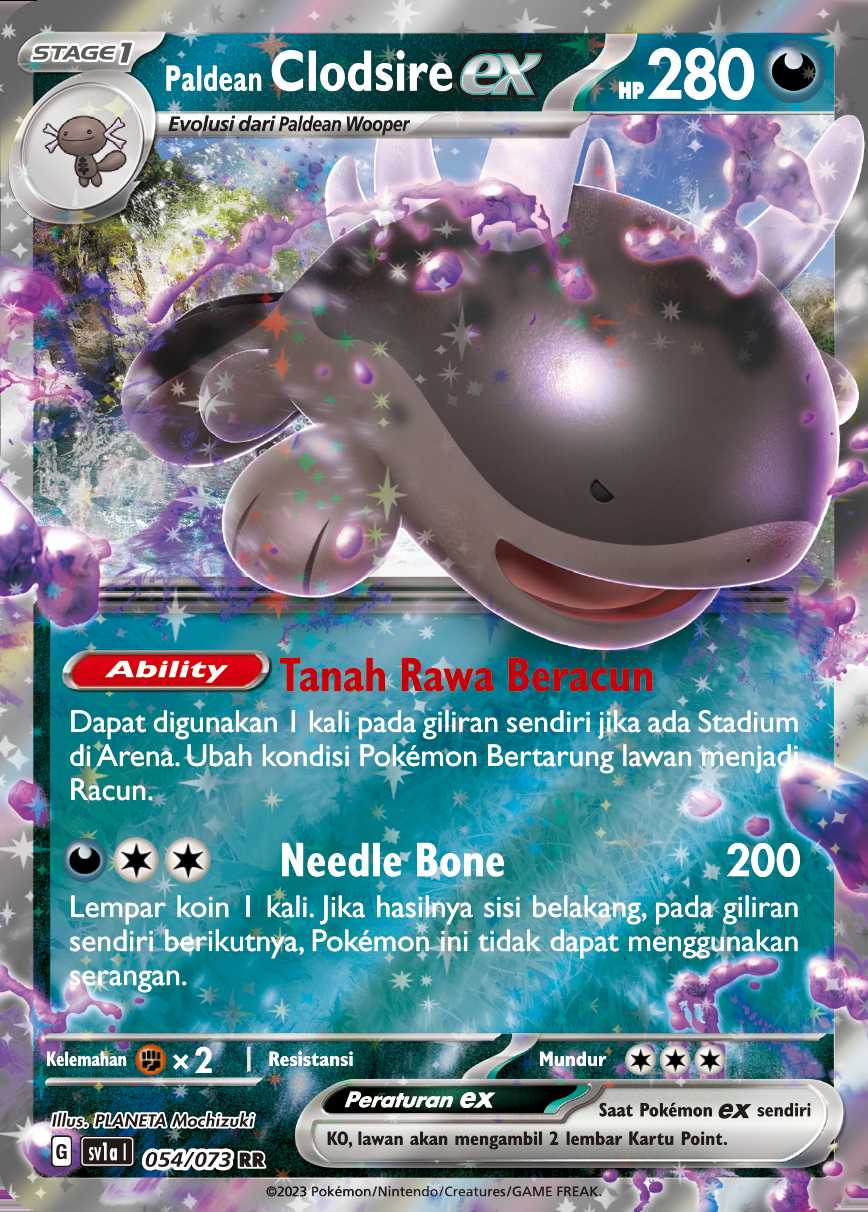 STAGE1
Paldean Clodsire ex HP 280
Evolusi dari Paldean Wooper
Ability Tanah Rawa Beracun
Dapat digunakan 1 kali pada giliran sendiri jika ada Stadium
di Arena. Ubah kondisi Pokémon Bertarung lawan menjadi
Racun.
Needle Bone 200
Lempar koin 1 kali. Jika hasilnya sisi belakang, pada giliran
sendiri berikutnya, Pokémon ini tidak dapat menggunakan
serangan.
Kelemahan ×2 Resistansi Mundur
Peraturan ex
Saat Pokémon ex sendiri
KO, lawan akan mengambil 2 lembar Kartu Point.
Illus. PLANETA Mochizuki
G sv1a I 054/073 RR
©2023 Pokémon/Nintendo/Creatures/GAME FREAK.